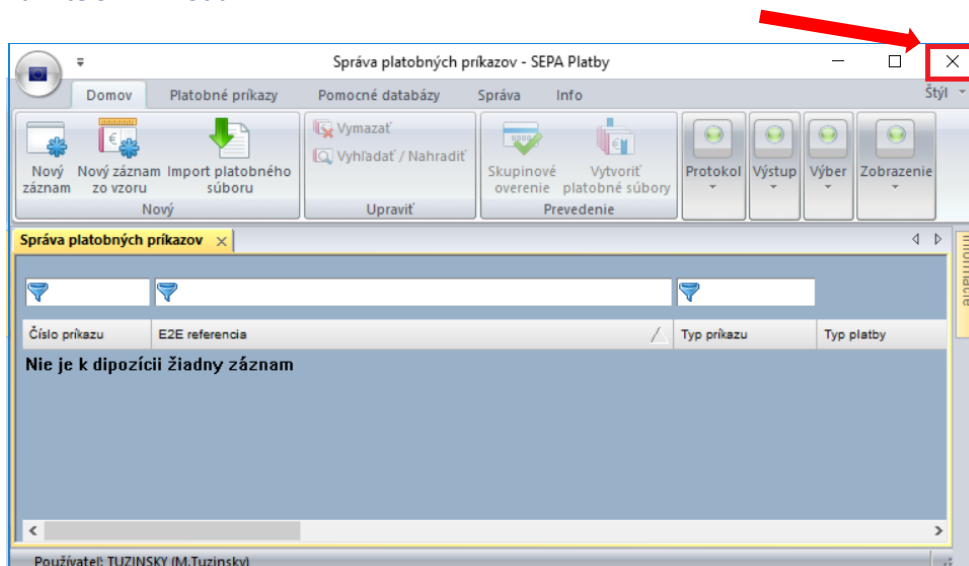 Správa platobných príkazov - SEPA Platby
Domov Platobné príkazy Pomocné databázy Správa Info Štýl
Nový záznam
Nový záznam zo vzoru
Import platobného súboru
Nový
Vymazať
Vyhľadať / Nahradiť
Upraviť
Skupinové overenie
Vytvoriť platobné súbory
Prevedenie
Protokol
Výstup
Výber
Zobrazenie
Správa platobných príkazov
Informácie
Číslo príkazu E2E referencia Typ príkazu Typ platby
Nie je k dipozícii žiadny záznam
Používateľ: TUZINSKY (M.Tuzinsky)